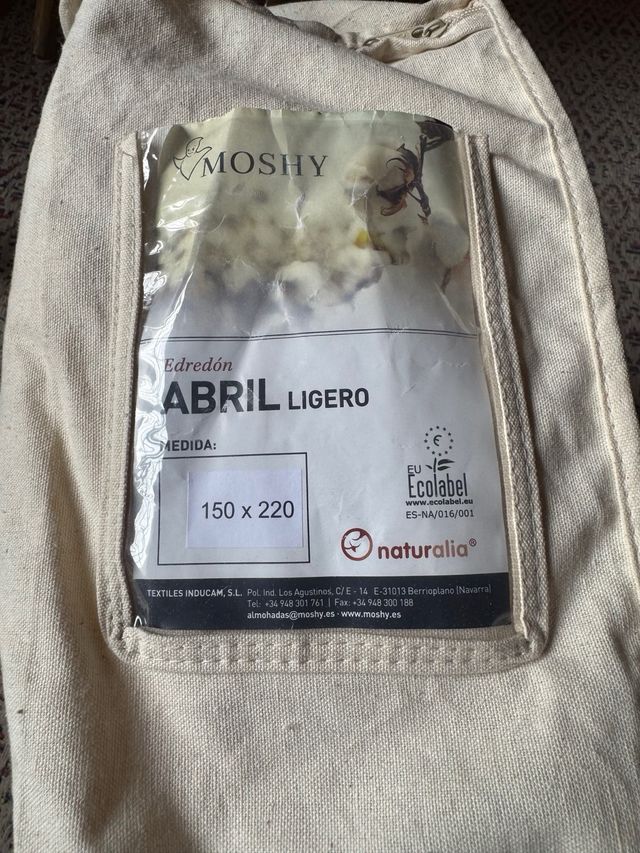 MOSHY
Edredón
ABRIL LIGERO
MEDIDA:
150 x 220
EU
Ecolabel
www.ecolabel.eu
ES-NA/016/001
naturalia®
TEXTILES INDUCAM, S.L. Pol. Ind. Los Agustinos, C/ E - 14 E-31013 Berrioplano (Navarra)
Tel: +34 948 301 761 | Fax: +34 948 300 188
almohadas@moshy.es · www.moshy.es